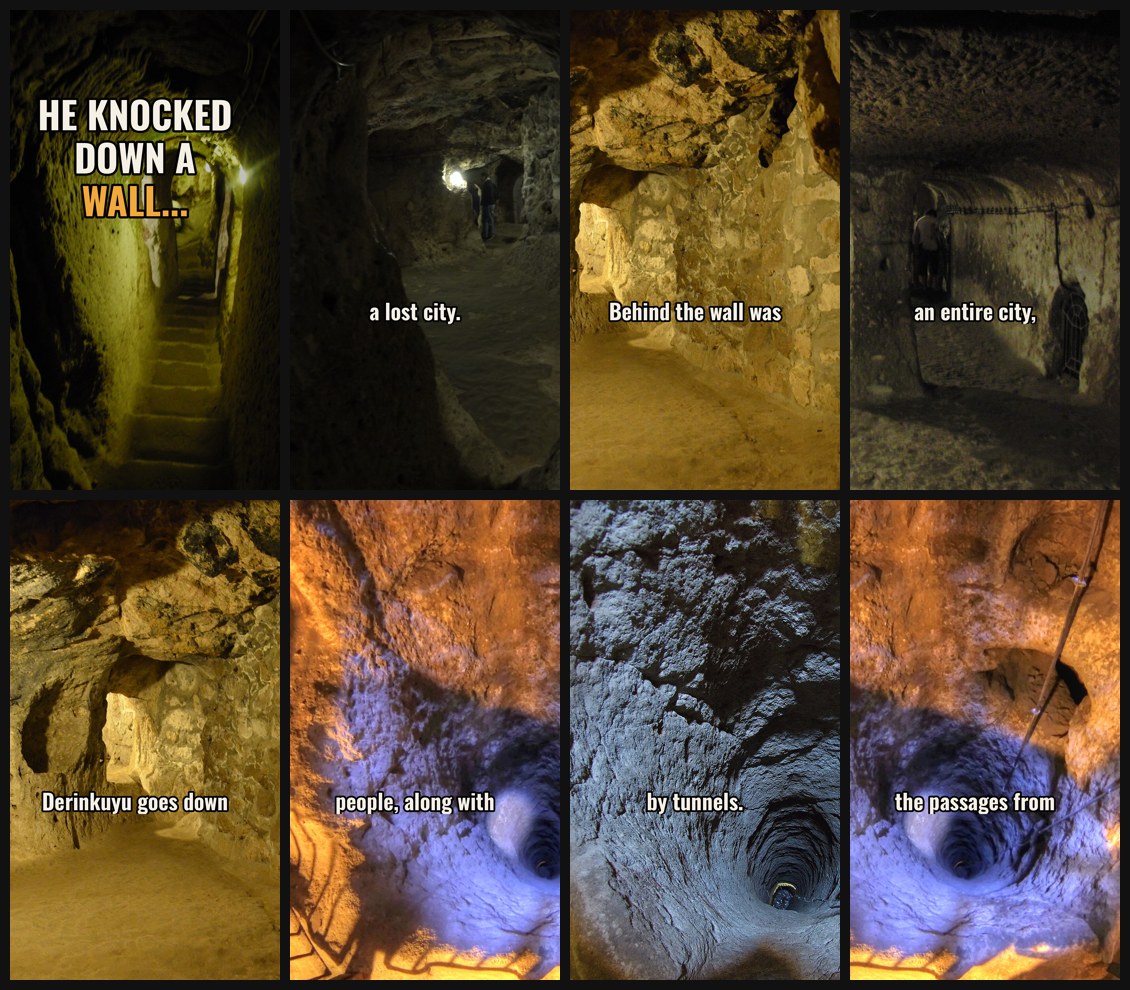 HE KNOCKED
DOWN A
WALL...
a lost city.
Behind the wall was
an entire city,
Derinkuyu goes down
people, along with
by tunnels.
the passages from